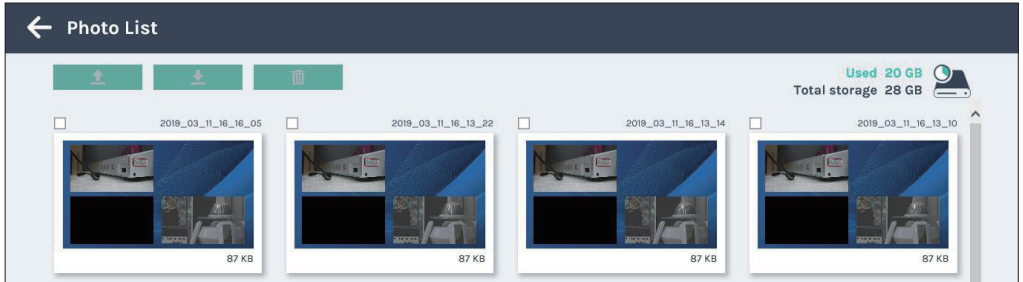 Photo List
Used 20 GB
Total storage 28 GB
2019_03_11_16_16_05
2019_03_11_16_13_22
2019_03_11_16_13_14
2019_03_11_16_13_10
87 KB
87 KB
87 KB
87 KB